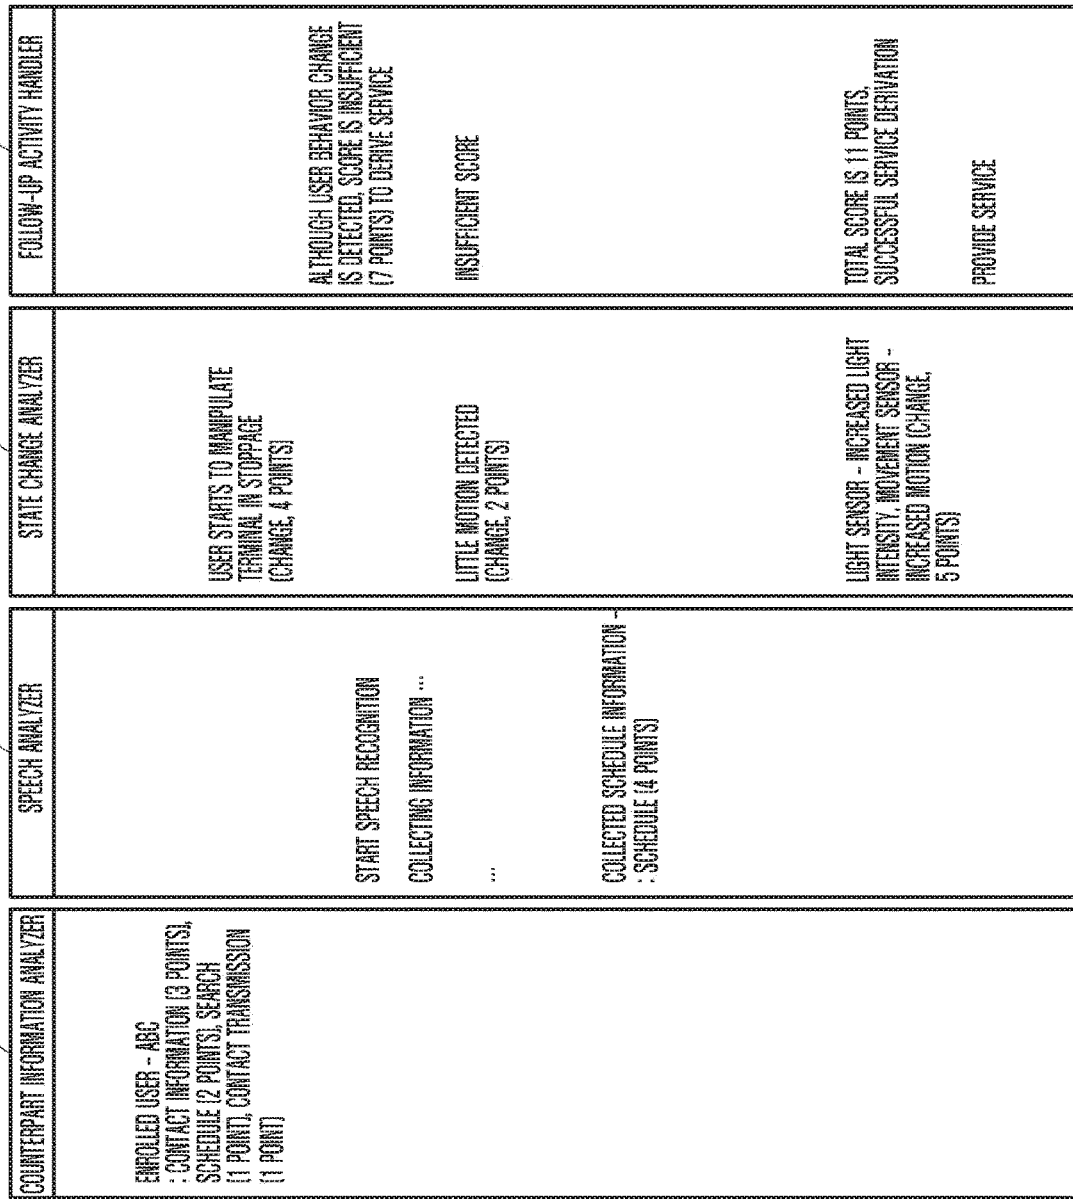 COUNTERPART INFORMATION ANALYZER
ENROLLED USER - ABC
: CONTACT INFORMATION (3 POINTS),
SCHEDULE (2 POINTS), SEARCH
(1 POINT), CONTACT TRANSMISSION
(1 POINT)
SPEECH ANALYZER
START SPEECH RECOGNITION
COLLECTING INFORMATION ...
...
COLLECTED SCHEDULE INFORMATION -
: SCHEDULE (4 POINTS)
STATE CHANGE ANALYZER
USER STARTS TO MANIPULATE
TERMINAL IN STOPPAGE
(CHANGE, 4 POINTS)
LITTLE MOTION DETECTED
(CHANGE, 2 POINTS)
LIGHT SENSOR - INCREASED LIGHT
INTENSITY, MOVEMENT SENSOR -
INCREASED MOTION (CHANGE,
5 POINTS)
FOLLOW-UP ACTIVITY HANDLER
ALTHOUGH USER BEHAVIOR CHANGE
IS DETECTED, SCORE IS INSUFFICIENT
(7 POINTS) TO DERIVE SERVICE
INSUFFICIENT SCORE
TOTAL SCORE IS 11 POINTS,
SUCCESSFUL SERVICE DERIVATION
PROVIDE SERVICE